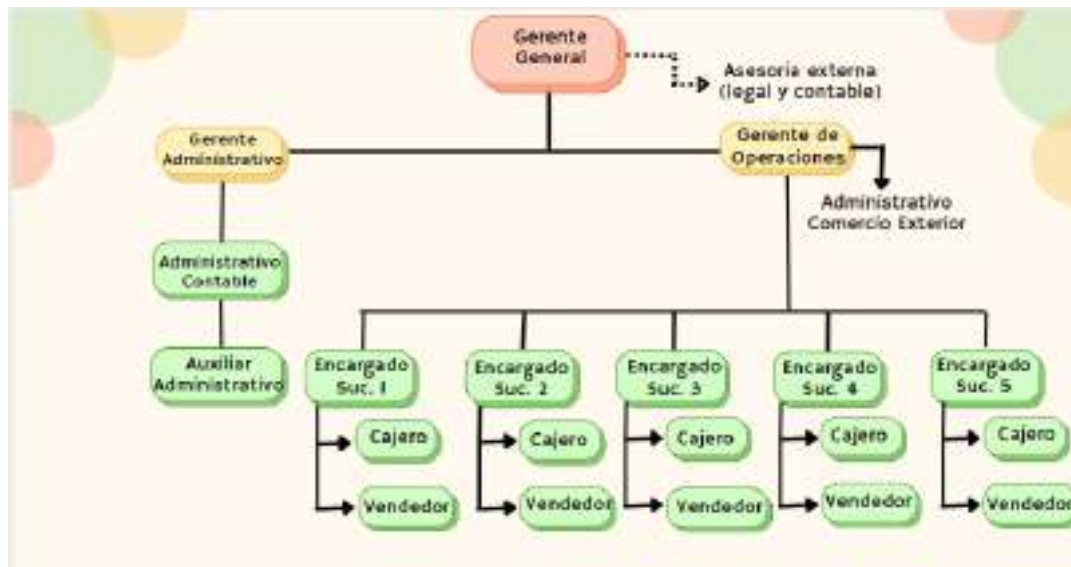 Gerente
General
Asesoria externa
(legal y contable)
Gerente
Administrativo
Gerente de
Operaciones
Administrativo
Comercio Exterior
Administrativo
Contable
Auxiliar
Administrativo
Encargado
Suc. 1
Encargado
Suc. 2
Encargado
Suc. 3
Encargado
Suc. 4
Encargado
Suc. 5
Cajero
Cajero
Cajero
Cajero
Cajero
Vendedor
Vendedor
Vendedor
Vendedor
Vendedor